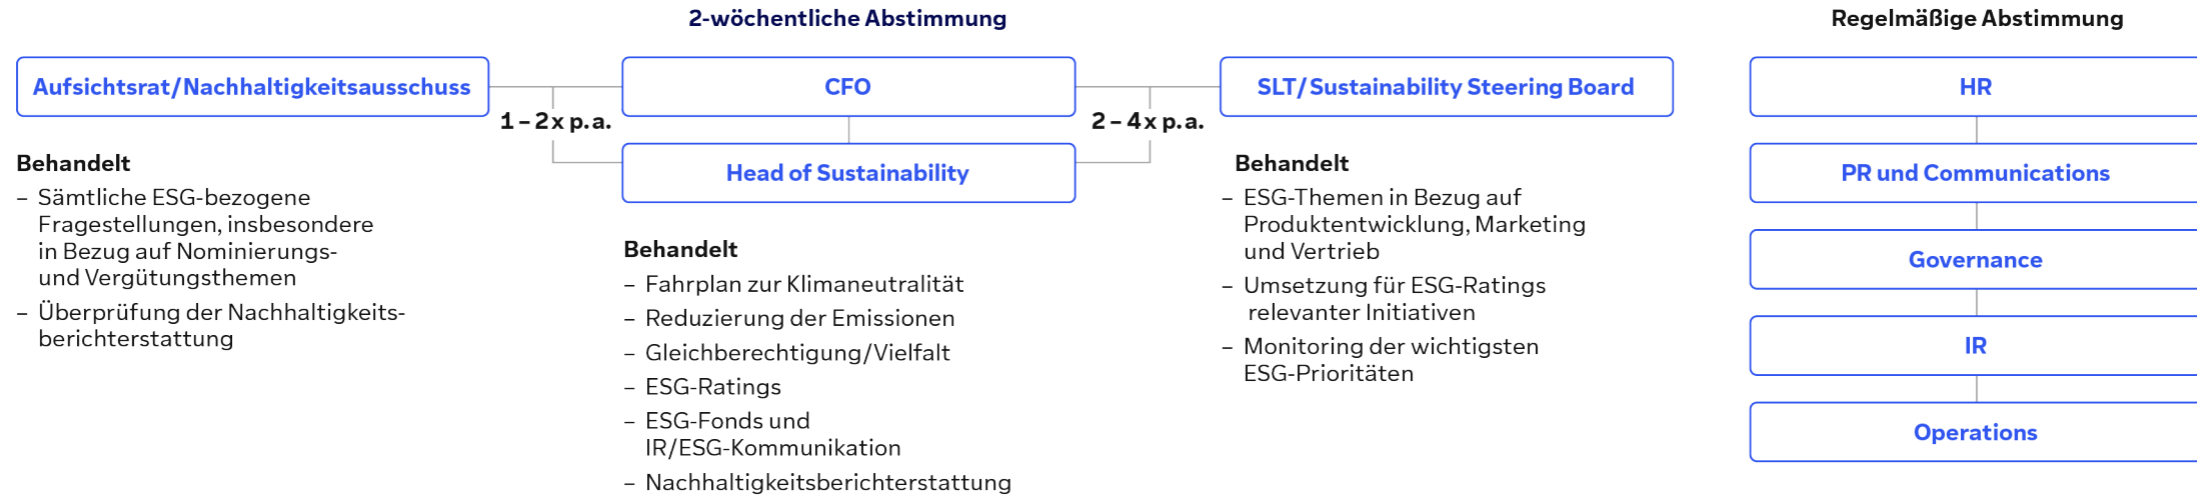 2-wöchentliche Abstimmung
Regelmäßige Abstimmung
Aufsichtsrat/Nachhaltigkeitsausschuss
CFO
SLT/Sustainability Steering Board
HR
1 – 2x p.a.
2 – 4x p.a.
Head of Sustainability
PR und Communications
Governance
IR
Operations
Behandelt
– Sämtliche ESG-bezogene
Fragestellungen, insbesondere
in Bezug auf Nominierungs-
und Vergütungsthemen
– Überprüfung der Nachhaltigkeits-
berichterstattung
Behandelt
– Fahrplan zur Klimaneutralität
– Reduzierung der Emissionen
– Gleichberechtigung/Vielfalt
– ESG-Ratings
– ESG-Fonds und
IR/ESG-Kommunikation
– Nachhaltigkeitsberichterstattung
Behandelt
– ESG-Themen in Bezug auf
Produktentwicklung, Marketing
und Vertrieb
– Umsetzung für ESG-Ratings
relevanter Initiativen
– Monitoring der wichtigsten
ESG-Prioritäten